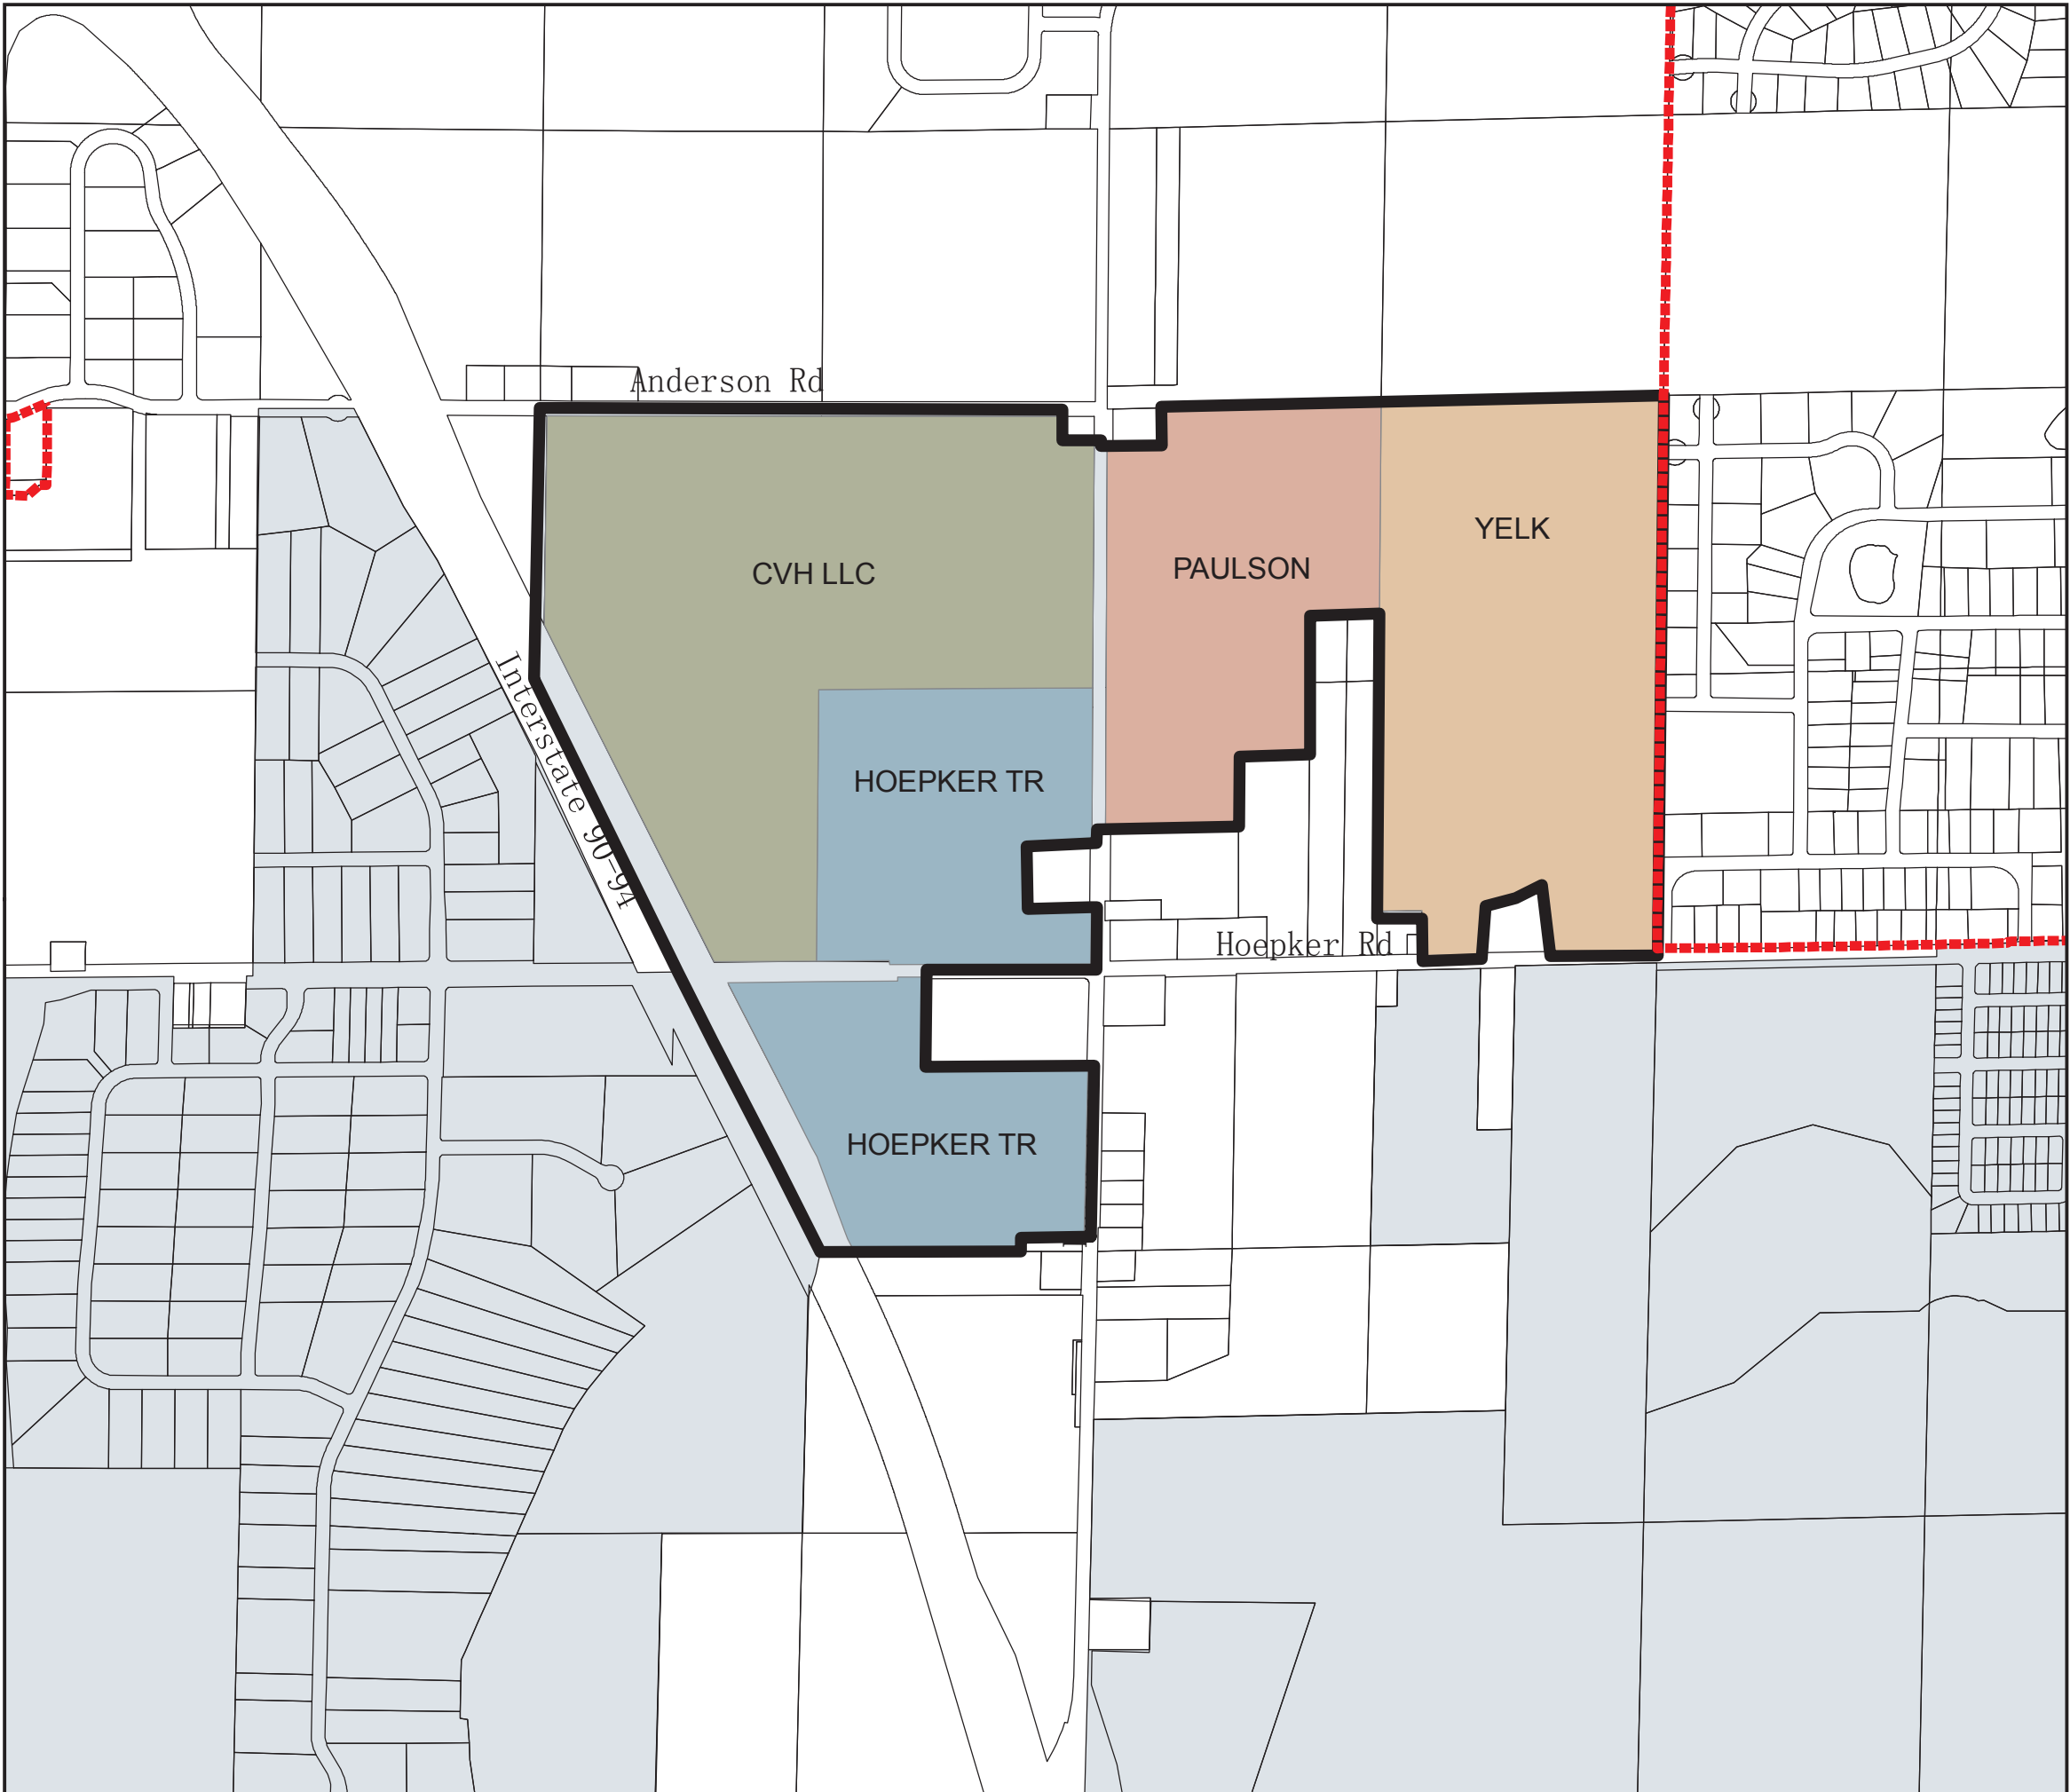 Anderson Rd
YELK
PAULSON
CVH LLC
Interstate 90-94
HOEPKER TR
Hoepker Rd
HOEPKER TR